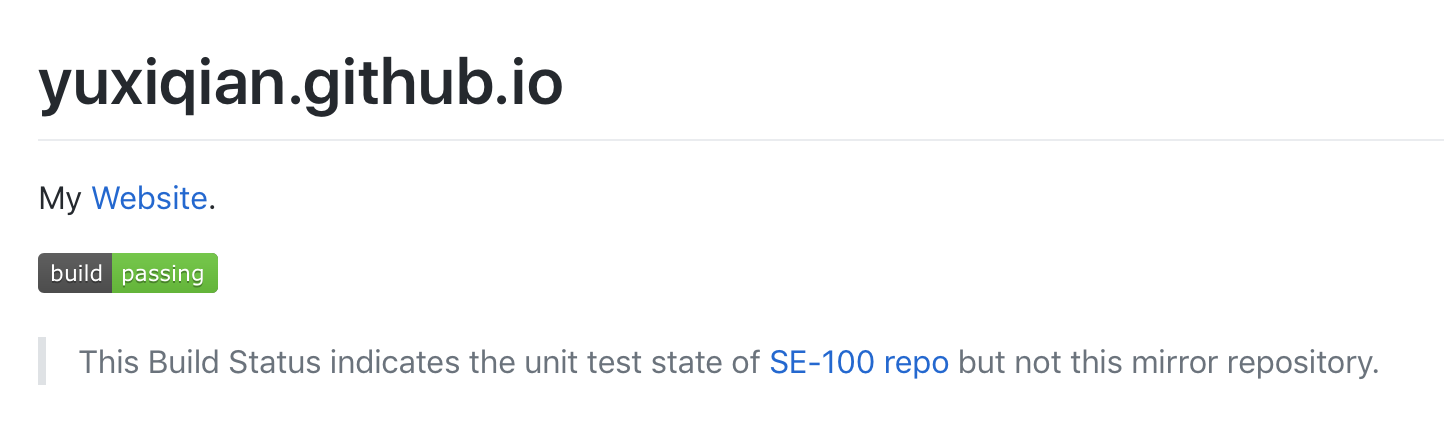 yuxiqian.github.io
My Website.
build passing
This Build Status indicates the unit test state of SE-100 repo but not this mirror repository.